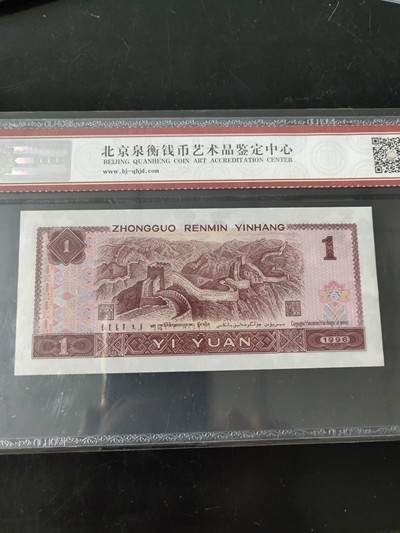 北京泉衡钱币艺术品鉴定中心
BEIJING QUANHENG COIN ART ACCREDITATION CENTER
www.bj-qhjd.com
ZHONGGUO RENMIN YINHANG
1
1
1
YI YUAN
1996